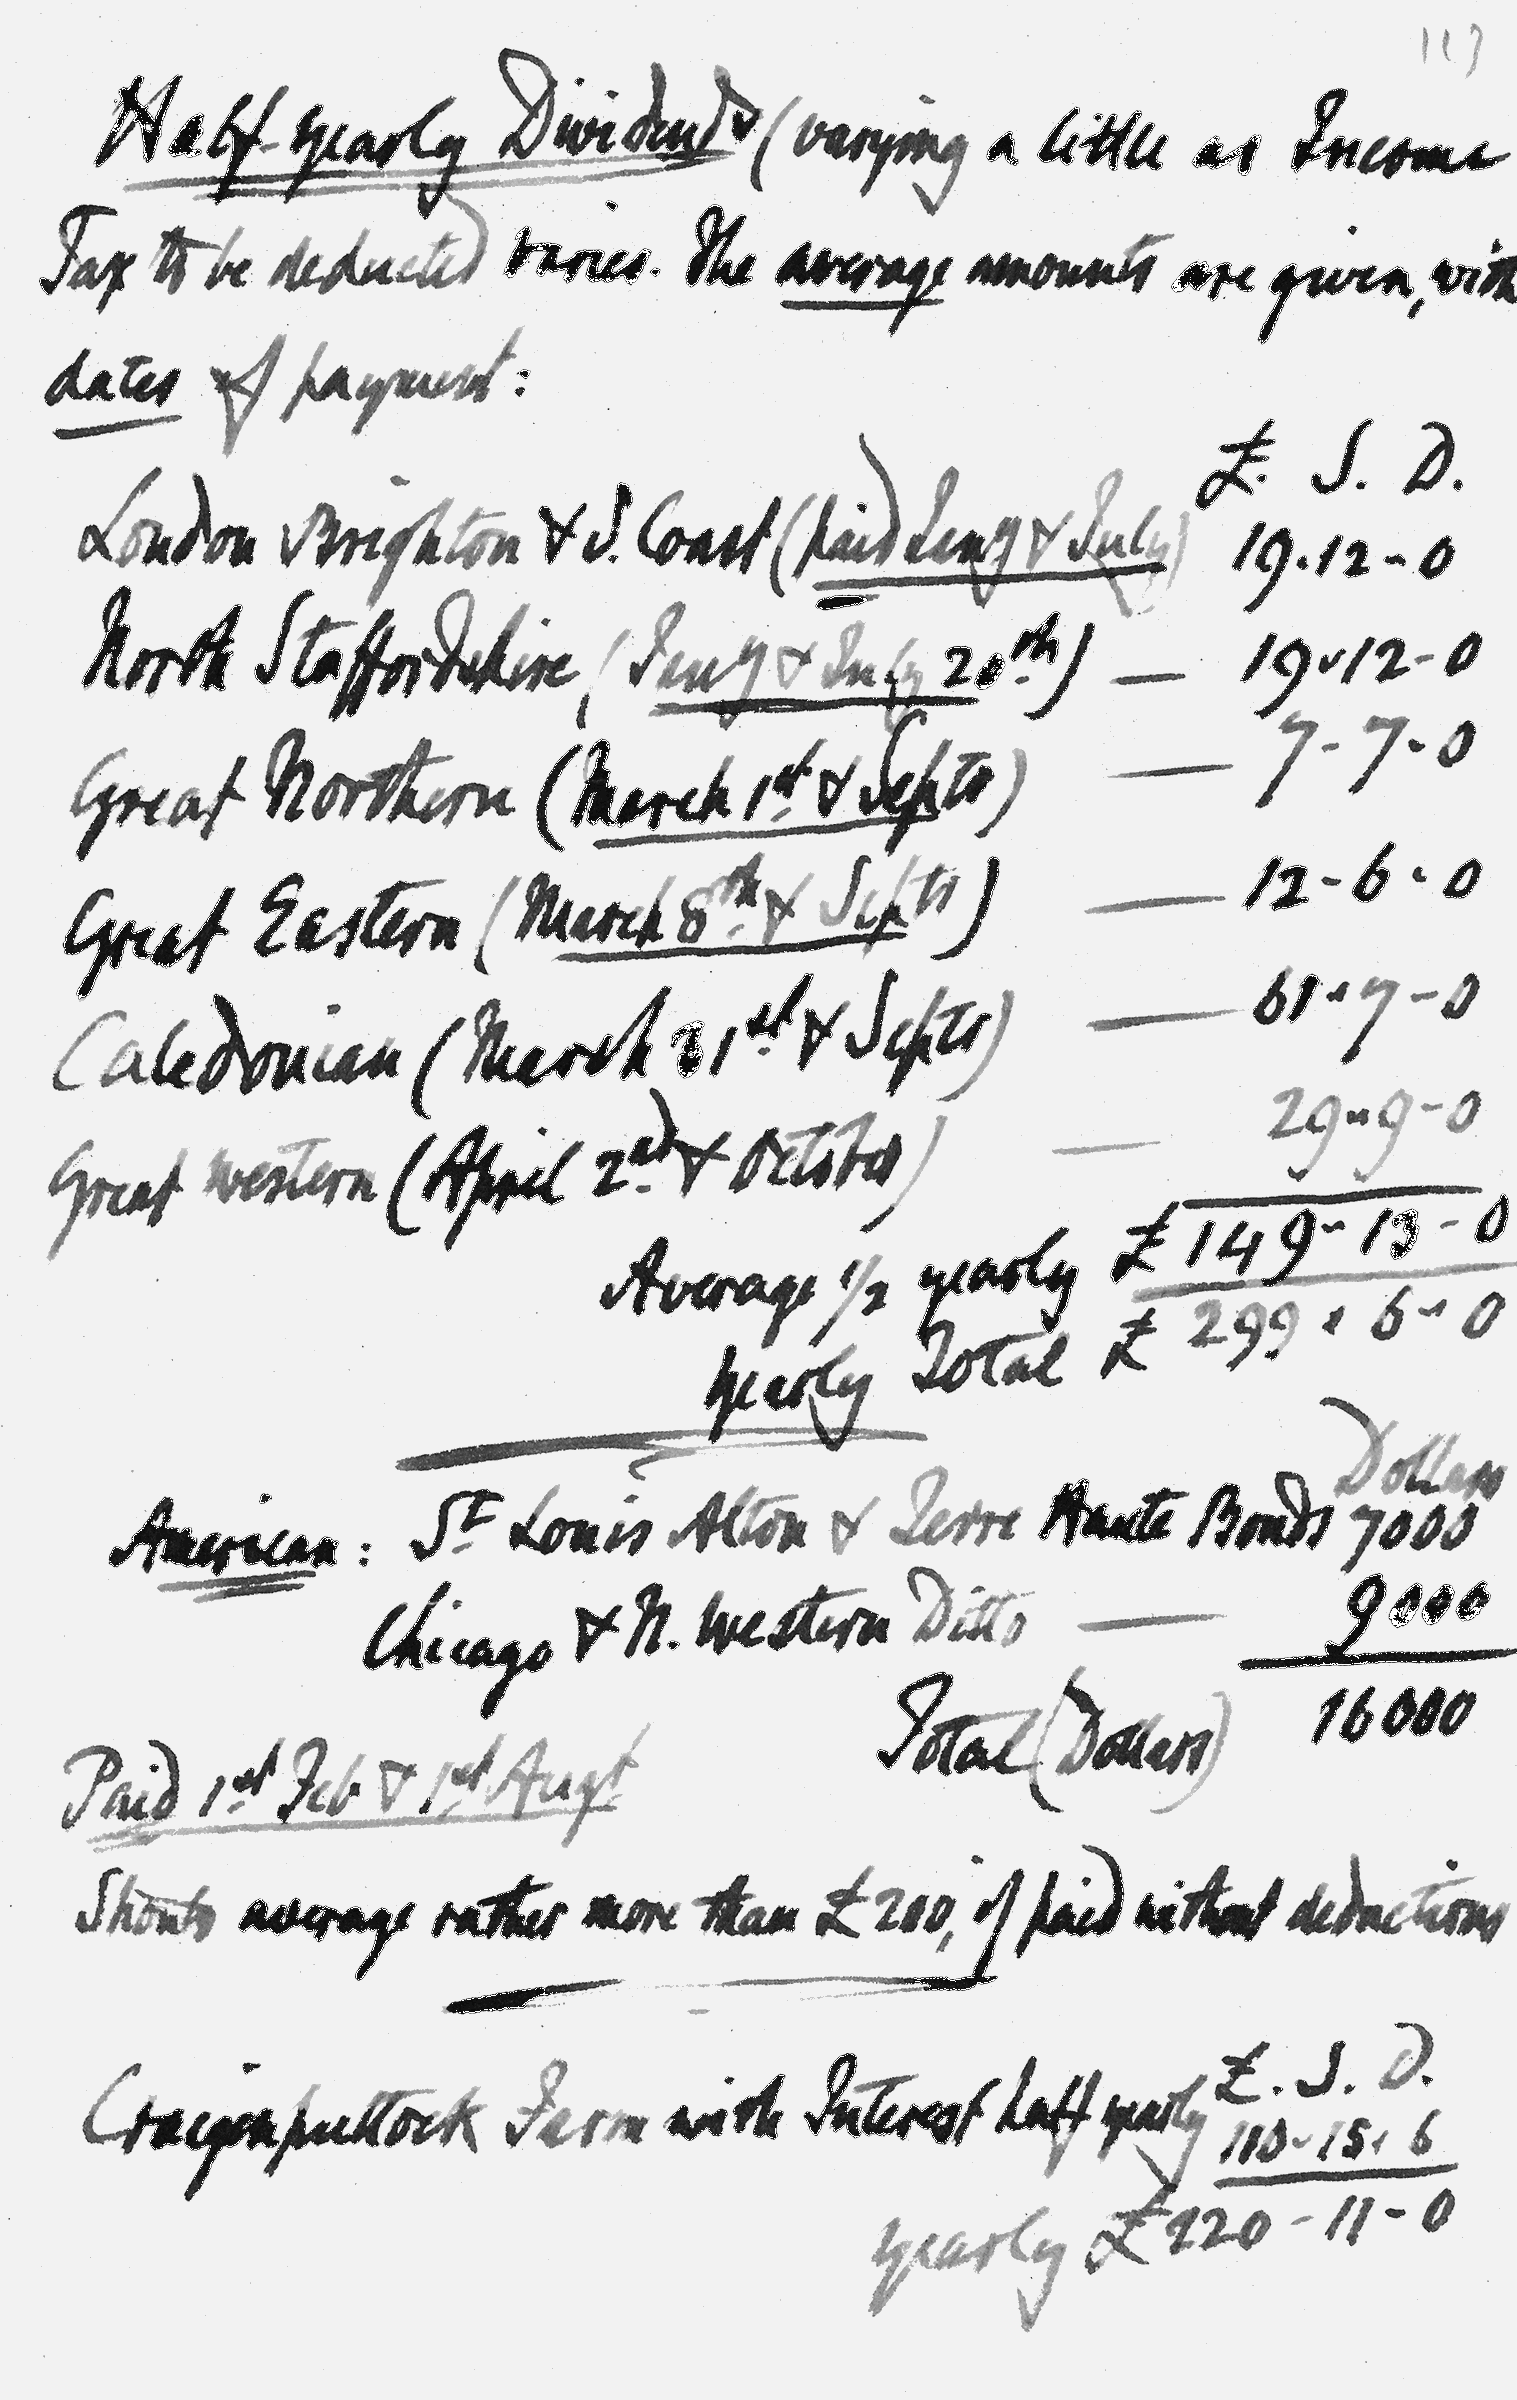 113
Half-yearly Dividends (varying a little as Income
Tax to be deducted varies. The average amounts are given, with
dates of payment:
£. S. D.
London Brighton & S. Coast (paid Jany & July) 19.12-0
North Staffordshire (Jany & July 20th.) — 19-12-0
Great Northern (March 1st. & Septr) — 7-7-0
Great Eastern (March 8th. & Septr) — 12-6-0
Caledonian (March 31st. & Septr) — 61-7-0
Great Western (April 2nd. & October) — 29-9-0
Average 1/2 yearly £149-13-0
yearly Total £ 299.6-0
Dollars
American: St. Louis Alton & Terre Haute Bonds 7000
Chicago & N. Western Ditto — 9000
Total (Dollars) 16000
Paid 1st. Feb & 1st. Augt
Should average rather more than £200, if paid without deductions
£. S. D.
Craigenputtock Farm with Interest half yearly 110-15.6
yearly £220-11-0